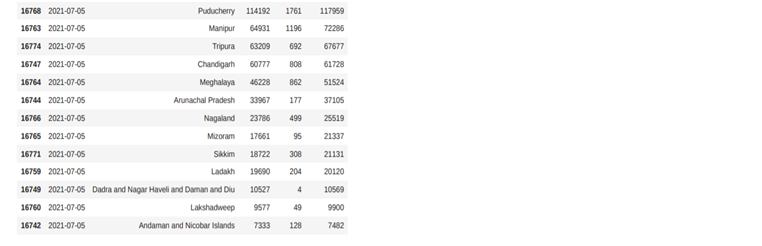 16768 2021-07-05 Puducherry 114192 1761 117959
16763 2021-07-05 Manipur 64931 1196 72286
16774 2021-07-05 Tripura 63209 692 67677
16747 2021-07-05 Chandigarh 60777 808 61728
16764 2021-07-05 Meghalaya 46228 862 51524
16744 2021-07-05 Arunachal Pradesh 33967 177 37105
16766 2021-07-05 Nagaland 23786 499 25519
16765 2021-07-05 Mizoram 17661 95 21337
16771 2021-07-05 Sikkim 18722 308 21131
16759 2021-07-05 Ladakh 19690 204 20120
16749 2021-07-05 Dadra and Nagar Haveli and Daman and Diu 10527 4 10569
16760 2021-07-05 Lakshadweep 9577 49 9900
16742 2021-07-05 Andaman and Nicobar Islands 7333 128 7482